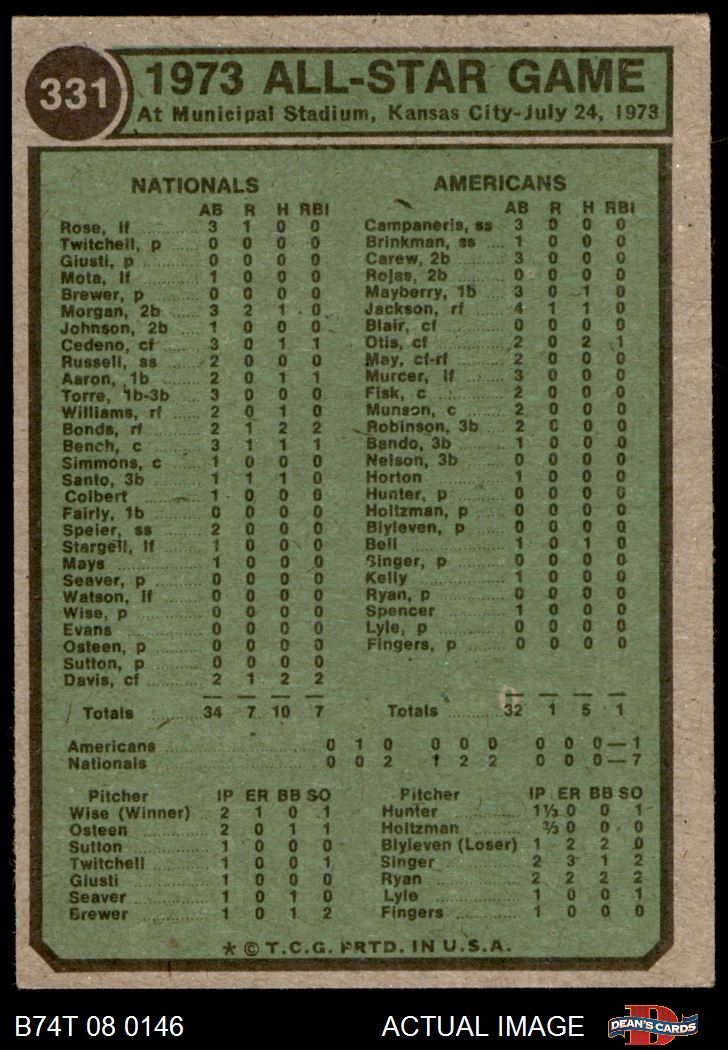 331
1973 ALL-STAR GAME
At Municipal Stadium, Kansas City-July 24, 1973
NATIONALS
AB R H RBI
Rose, lf 3 1 0 0
Twitchell, p 0 0 0 0
Giusti, p 0 0 0 0
Mota, lf 1 0 0 0
Brewer, p 0 0 0 0
Morgan, 2b 3 2 1 0
Johnson, 2b 1 0 0 0
Cedeno, cf 3 0 1 1
Russell, ss 2 0 0 0
Aaron, 1b 2 0 1 1
Torre, 1b-3b 3 0 0 0
Williams, rf 2 0 1 0
Bonds, rf 2 1 2 2
Bench, c 3 1 1 1
Simmons, c 1 0 0 0
Santo, 3b 1 1 1 0
Colbert 1 0 0 0
Fairly, 1b 0 0 0 0
Speier, ss 2 0 0 0
Stargell, lf 1 0 0 0
Mays 1 0 0 0
Seaver, p 0 0 0 0
Watson, lf 0 0 0 0
Wise, p 0 0 0 0
Evans 0 0 0 0
Osteen, p 0 0 0 0
Sutton, p 0 0 0 0
Davis, cf 2 1 2 2
Totals 34 7 10 7
AMERICANS
AB R H RBI
Campaneris, ss 3 0 0 0
Brinkman, ss 1 0 0 0
Carew, 2b 3 0 0 0
Rojas, 2b 0 0 0 0
Mayberry, 1b 3 0 1 0
Jackson, rf 4 1 1 0
Blair, cf 0 0 0 0
Otis, cf 2 0 2 1
May, cf-rf 2 0 0 0
Murcer, lf 3 0 0 0
Fisk, c 2 0 0 0
Munson, c 2 0 0 0
Robinson, 3b 2 0 0 0
Bando, 3b 1 0 0 0
Nelson, 3b 0 0 0 0
Horton 1 0 0 0
Hunter, p 0 0 0 0
Holtzman, p 0 0 0 0
Blyleven, p 0 0 0 0
Bell 1 0 1 0
Singer, p 0 0 0 0
Kelly 1 0 0 0
Ryan, p 0 0 0 0
Spencer 1 0 0 0
Lyle, p 0 0 0 0
Fingers, p 0 0 0 0
Totals 32 1 5 1
Americans 0 1 0 0 0 0 0 0 0—1
Nationals 0 0 2 1 2 2 0 0 0—7
Pitcher IP ER BB SO
Wise (Winner) 2 1 0 1
Osteen 2 0 1 1
Sutton 1 0 0 0
Twitchell 1 0 0 1
Giusti 1 0 0 0
Seaver 1 0 1 0
Brewer 1 0 1 2
Pitcher IP ER BB SO
Hunter 1⅓ 0 0 1
Holtzman ⅔ 0 0 0
Blyleven (Loser) 1 2 2 0
Singer 2 3 1 2
Ryan 2 2 2 2
Lyle 1 0 0 1
Fingers 1 0 0 0
* © T.C.G. PRTD. IN U.S.A.
B74T 08 0146 ACTUAL IMAGE
D DEAN'S CARDS